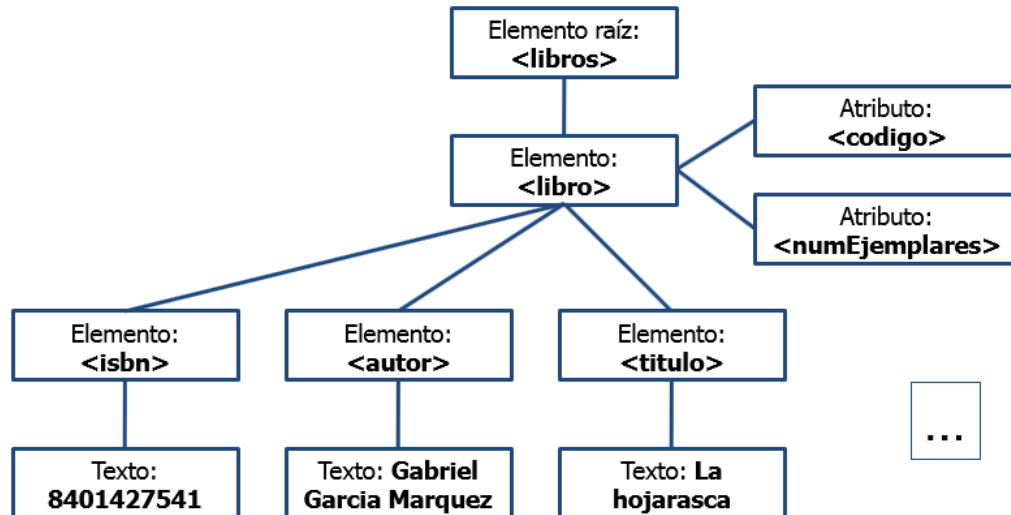 Elemento raíz:
<libros>
Atributo:
<codigo>
Elemento:
<libro>
Atributo:
<numEjemplares>
Elemento:
<isbn>
Elemento:
<autor>
Elemento:
<titulo>
...
Texto:
8401427541
Texto: Gabriel
Garcia Marquez
Texto: La
hojarasca